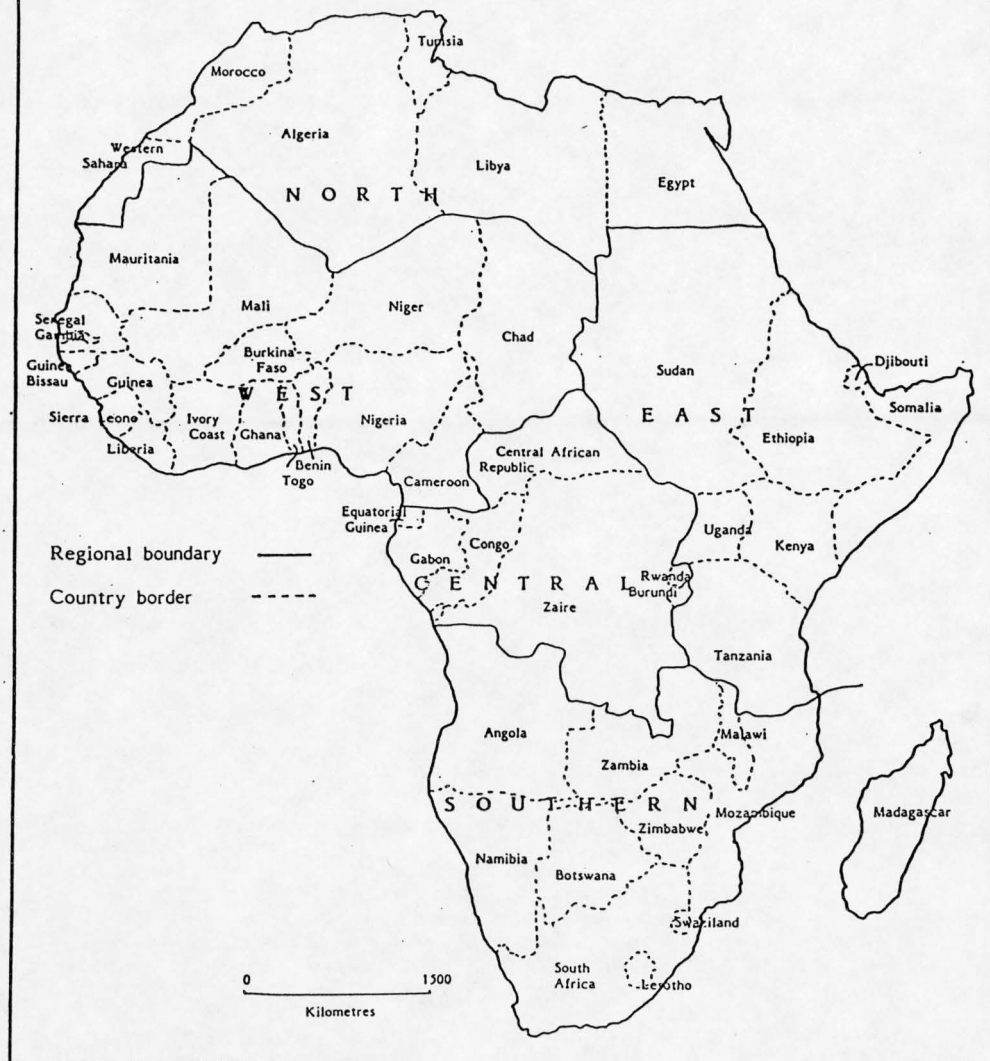 Tunisia
Morocco
Algeria
Western
Sahara
Libya
Egypt
NORTH
Mauritania
Mali
Niger
Chad
Senegal
Gambia
Burkina
Faso
Guinea
Bissau
Guinea
WEST
Sudan
Djibouti
Somalia
EAST
Sierra Leone
Ivory
Coast
Ghana
Nigeria
Ethiopia
Liberia
Benin
Togo
Central African
Republic
Cameroon
Equatorial
Guinea
Uganda
Kenya
Congo
Gabon
Regional boundary
Country border
CENTRAL
Rwanda
Burundi
Zaire
Tanzania
Angola
Malawi
Zambia
SOUTHERN
Mozambique
Madagascar
Zimbabwe
Namibia
Botswana
Swaziland
South
Africa
Lesotho
0 1500
Kilometres